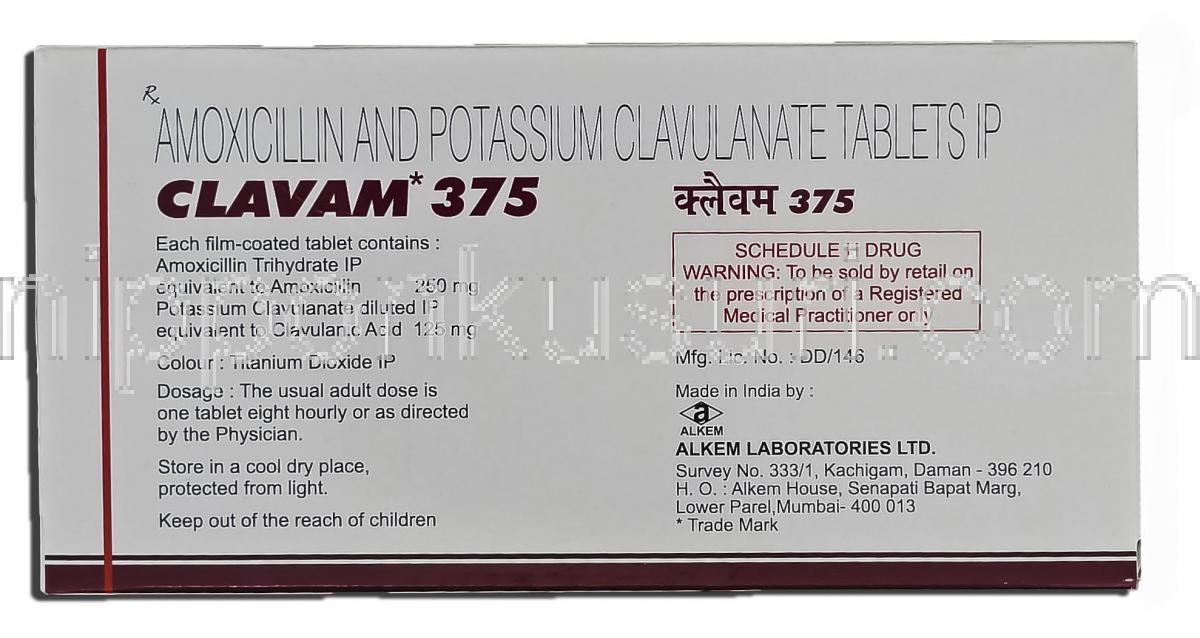 Rx
AMOXICILLIN AND POTASSIUM CLAVULANATE TABLETS IP
CLAVAM* 375
क्लैवम 375
Each film-coated tablet contains :
Amoxicillin Trihydrate IP
equivalent to Amoxicillin 250 mg
Potassium Clavulanate diluted IP
equivalent to Clavulanic Acid 125 mg
Colour : Titanium Dioxide IP
Dosage : The usual adult dose is
one tablet eight hourly or as directed
by the Physician.
Store in a cool dry place,
protected from light.
Keep out of the reach of children
SCHEDULE H DRUG
WARNING: To be sold by retail on
the prescription of a Registered
Medical Practitioner only
Mfg. Lic. No. : DD/146
Made in India by :
a
ALKEM
ALKEM LABORATORIES LTD.
Survey No. 333/1, Kachigam, Daman - 396 210
H. O. : Alkem House, Senapati Bapat Marg,
Lower Parel,Mumbai- 400 013
* Trade Mark
nipponkusuri.com